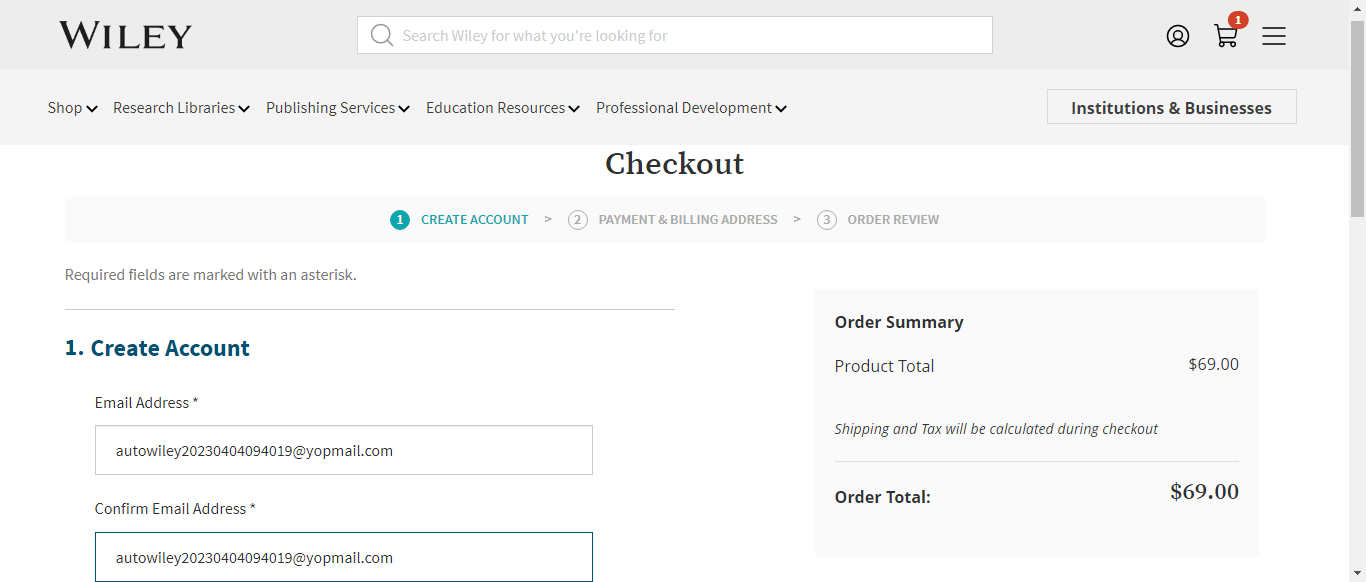 WILEY
Search Wiley for what you're looking for
1
Shop Research Libraries Publishing Services Education Resources Professional Development Institutions & Businesses
Checkout
1 CREATE ACCOUNT > 2 PAYMENT & BILLING ADDRESS > 3 ORDER REVIEW
Required fields are marked with an asterisk.
1. Create Account
Email Address *
autowiley20230404094019@yopmail.com
Confirm Email Address *
autowiley20230404094019@yopmail.com
Order Summary
Product Total $69.00
Shipping and Tax will be calculated during checkout
Order Total: $69.00